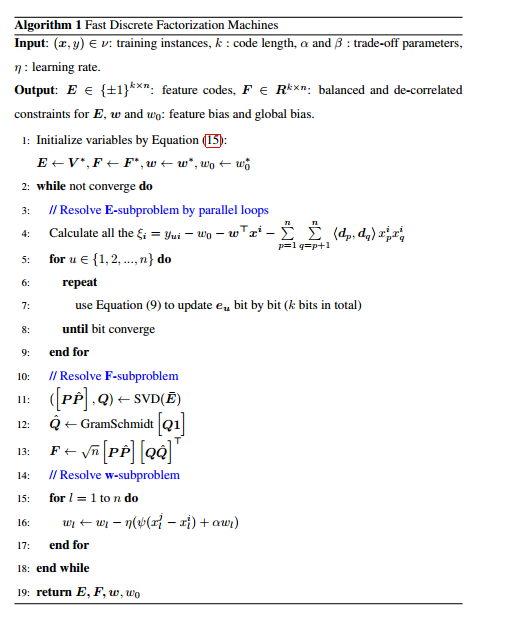 Algorithm 1 Fast Discrete Factorization Machines
Input: (x, y) ∈ ν: training instances, k : code length, α and β : trade-off parameters,
η : learning rate.
Output: E ∈ {±1}^{k×n}: feature codes, F ∈ R^{k×n}: balanced and de-correlated
constraints for E, w and w₀: feature bias and global bias.
1: Initialize variables by Equation (15):
E ← V*, F ← F*, w ← w*, w₀ ← w₀*
2: while not converge do
3: // Resolve E-subproblem by parallel loops
4: Calculate all the ξᵢ = y_{ui} − w₀ − w^⊤x^i − ∑_{p=1}^{n} ∑_{q=p+1}^{n} ⟨d_p, d_q⟩ x_p^i x_q^i
5: for u ∈ {1, 2, ..., n} do
6: repeat
7: use Equation (9) to update e_u bit by bit (k bits in total)
8: until bit converge
9: end for
10: // Resolve F-subproblem
11: ([P P̂], Q) ← SVD(Ē)
12: Q̂ ← GramSchmidt [Q1]
13: F ← √n [P P̂] [Q Q̂]^⊤
14: // Resolve w-subproblem
15: for l = 1 to n do
16: w_l ← w_l − η(ψ(x_l^j − x_l^i) + αw_l)
17: end for
18: end while
19: return E, F, w, w₀